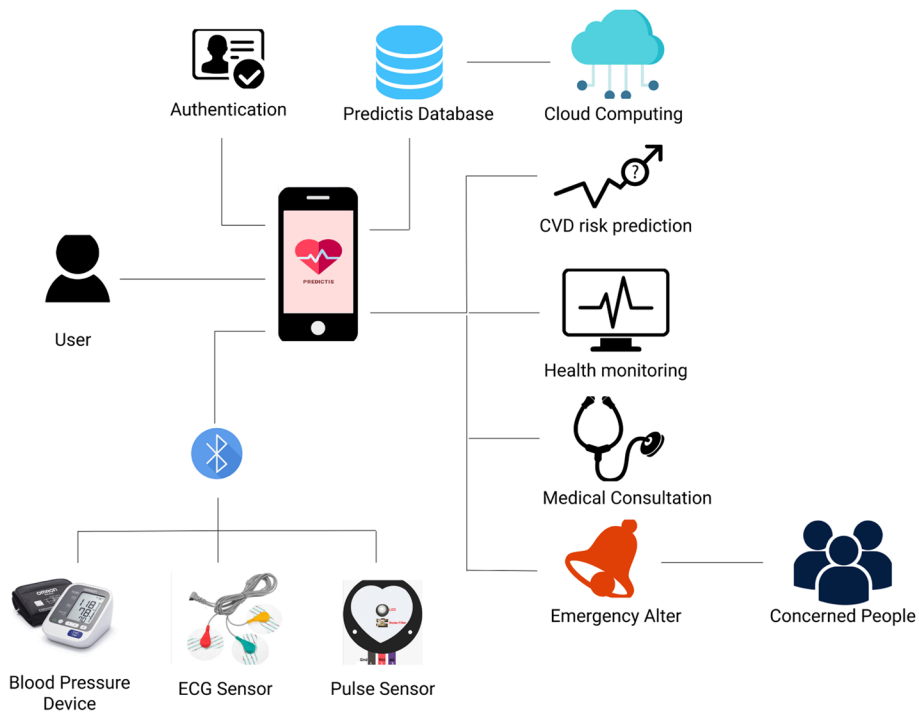 Authentication
Predictis Database
Cloud Computing
?
CVD risk prediction
PREDICTIS
User
Health monitoring
Medical Consultation
Emergency Alter
Concerned People
omron
Blood Pressure
Device
ECG Sensor
Pulse Sensor